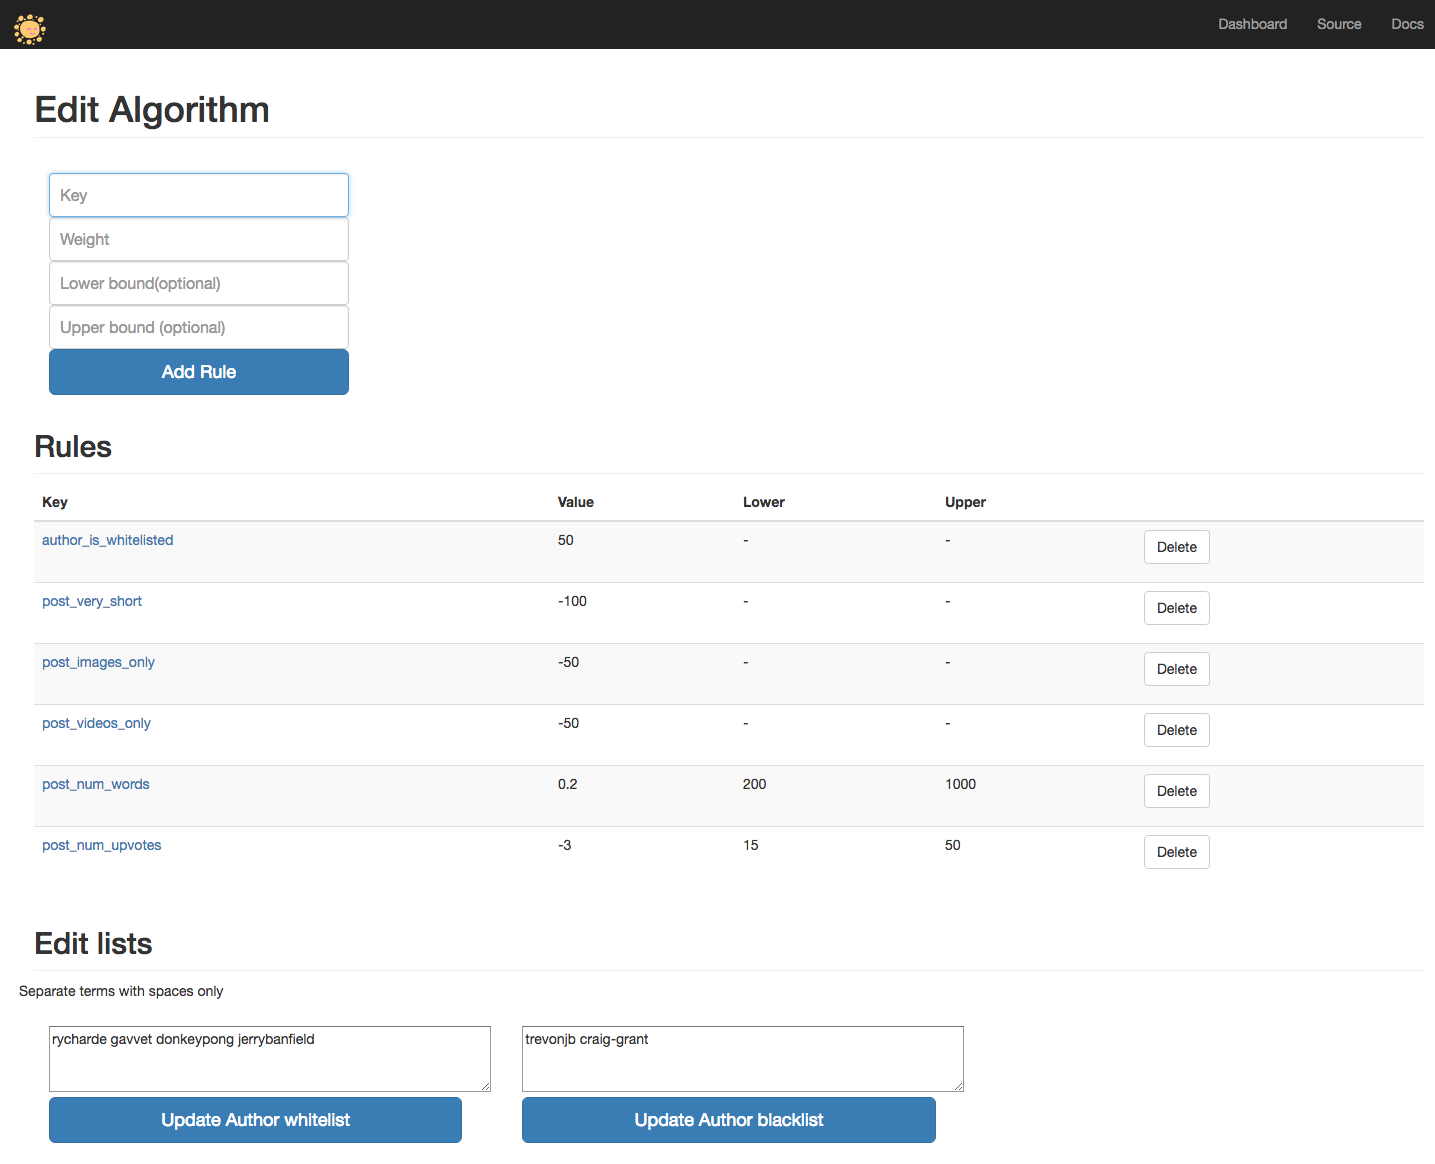 Dashboard Source Docs
Edit Algorithm
Key
Weight
Lower bound(optional)
Upper bound (optional)
Add Rule
Rules
Key Value Lower Upper
author_is_whitelisted 50 - - Delete
post_very_short -100 - - Delete
post_images_only -50 - - Delete
post_videos_only -50 - - Delete
post_num_words 0.2 200 1000 Delete
post_num_upvotes -3 15 50 Delete
Edit lists
Separate terms with spaces only
rycharde gavvet donkeypong jerrybanfield
trevonjb craig-grant
Update Author whitelist
Update Author blacklist